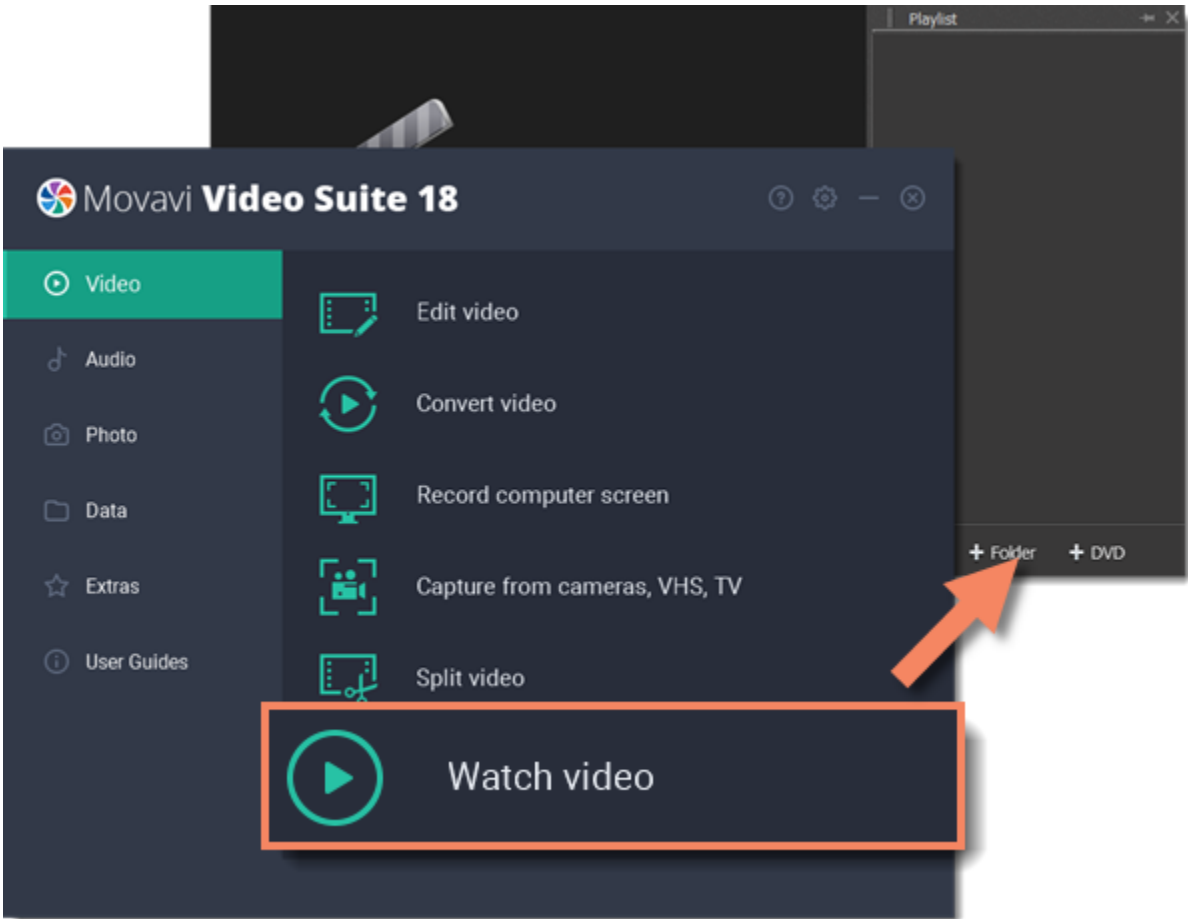 Playlist
Movavi Video Suite 18
Video
Audio
Photo
Data
Extras
User Guides
Edit video
Convert video
Record computer screen
Capture from cameras, VHS, TV
Split video
Watch video
+ Folder + DVD